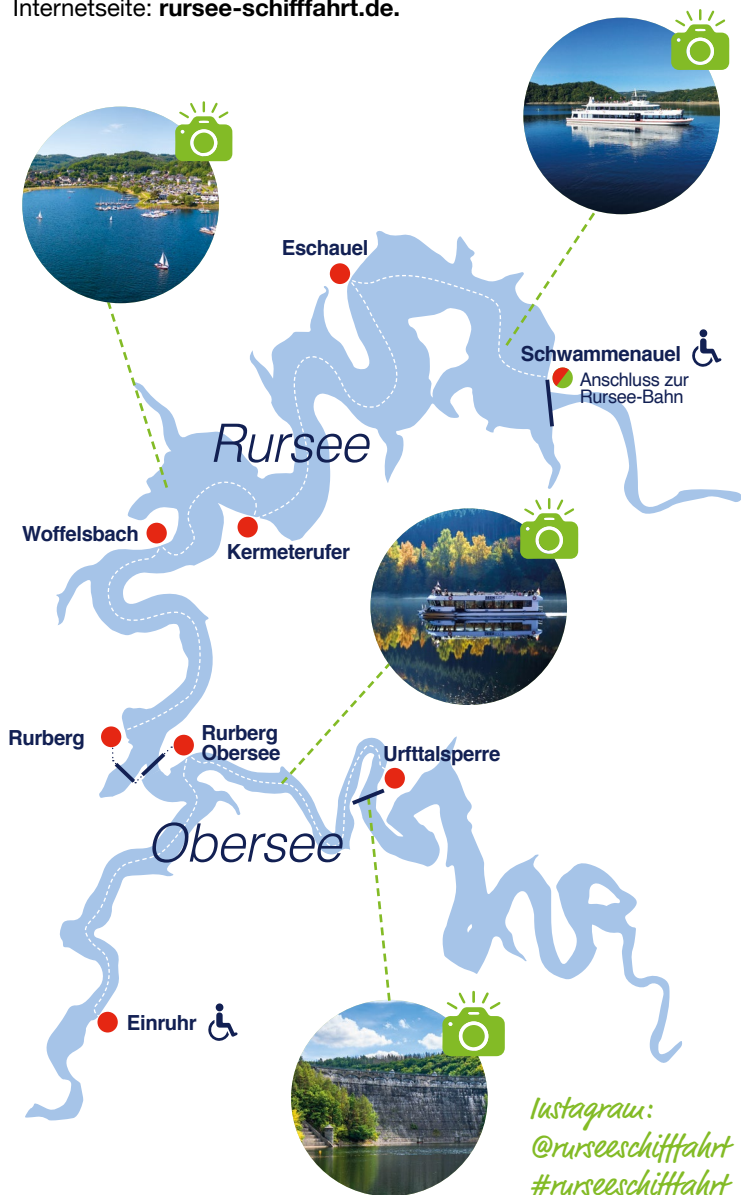 Internetseite: rursee-schifffahrt.de.
Eschauel
Schwammenauel
Anschluss zur
Rursee-Bahn
Rursee
Woffelsbach
Kermeterufer
Rurberg
Rurberg
Obersee
Urfttalsperre
Obersee
Einruhr
Instagram:
@rurseeschifffahrt
#rurseeschifffahrt